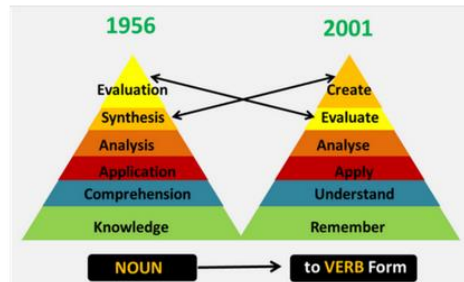 1956
2001
Evaluation
Synthesis
Analysis
Application
Comprehension
Knowledge
Create
Evaluate
Analyse
Apply
Understand
Remember
NOUN
to VERB Form